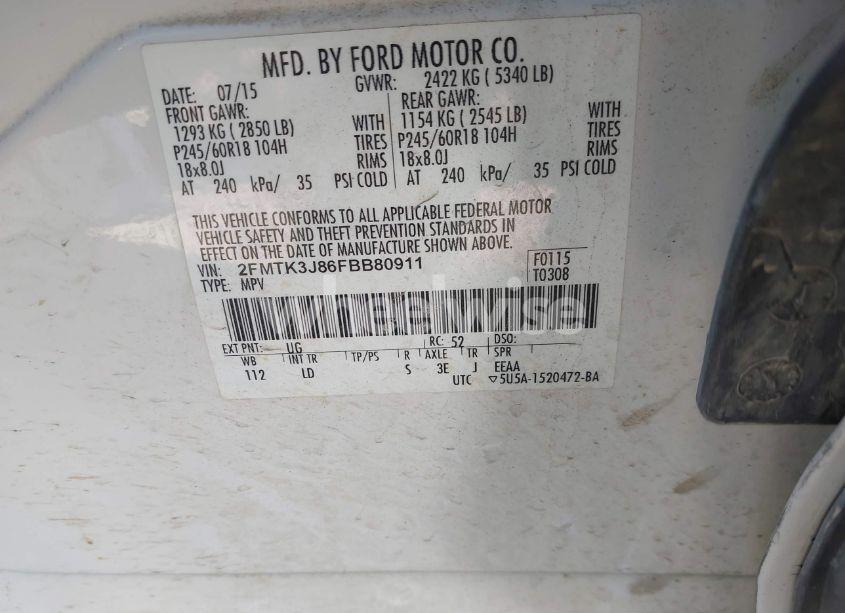 MFD. BY FORD MOTOR CO.
DATE: 07/15 GVWR: 2422 KG ( 5340 LB)
FRONT GAWR: REAR GAWR:
1293 KG ( 2850 LB) WITH 1154 KG ( 2545 LB) WITH
P245/60R18 104H TIRES P245/60R18 104H TIRES
18x8.0J RIMS 18x8.0J RIMS
AT 240 kPa/ 35 PSI COLD AT 240 kPa/ 35 PSI COLD
THIS VEHICLE CONFORMS TO ALL APPLICABLE FEDERAL MOTOR
VEHICLE SAFETY AND THEFT PREVENTION STANDARDS IN
EFFECT ON THE DATE OF MANUFACTURE SHOWN ABOVE.
VIN: 2FMTK3J86FBB80911 F0115
TYPE: MPV T0308
wheelwise
EXT PNT: UG RC: 52 DSO:
WB INT TR TP/PS R AXLE TR SPR
112 LD S 3E J EEAA
UTC ▽5U5A-1520472-BA